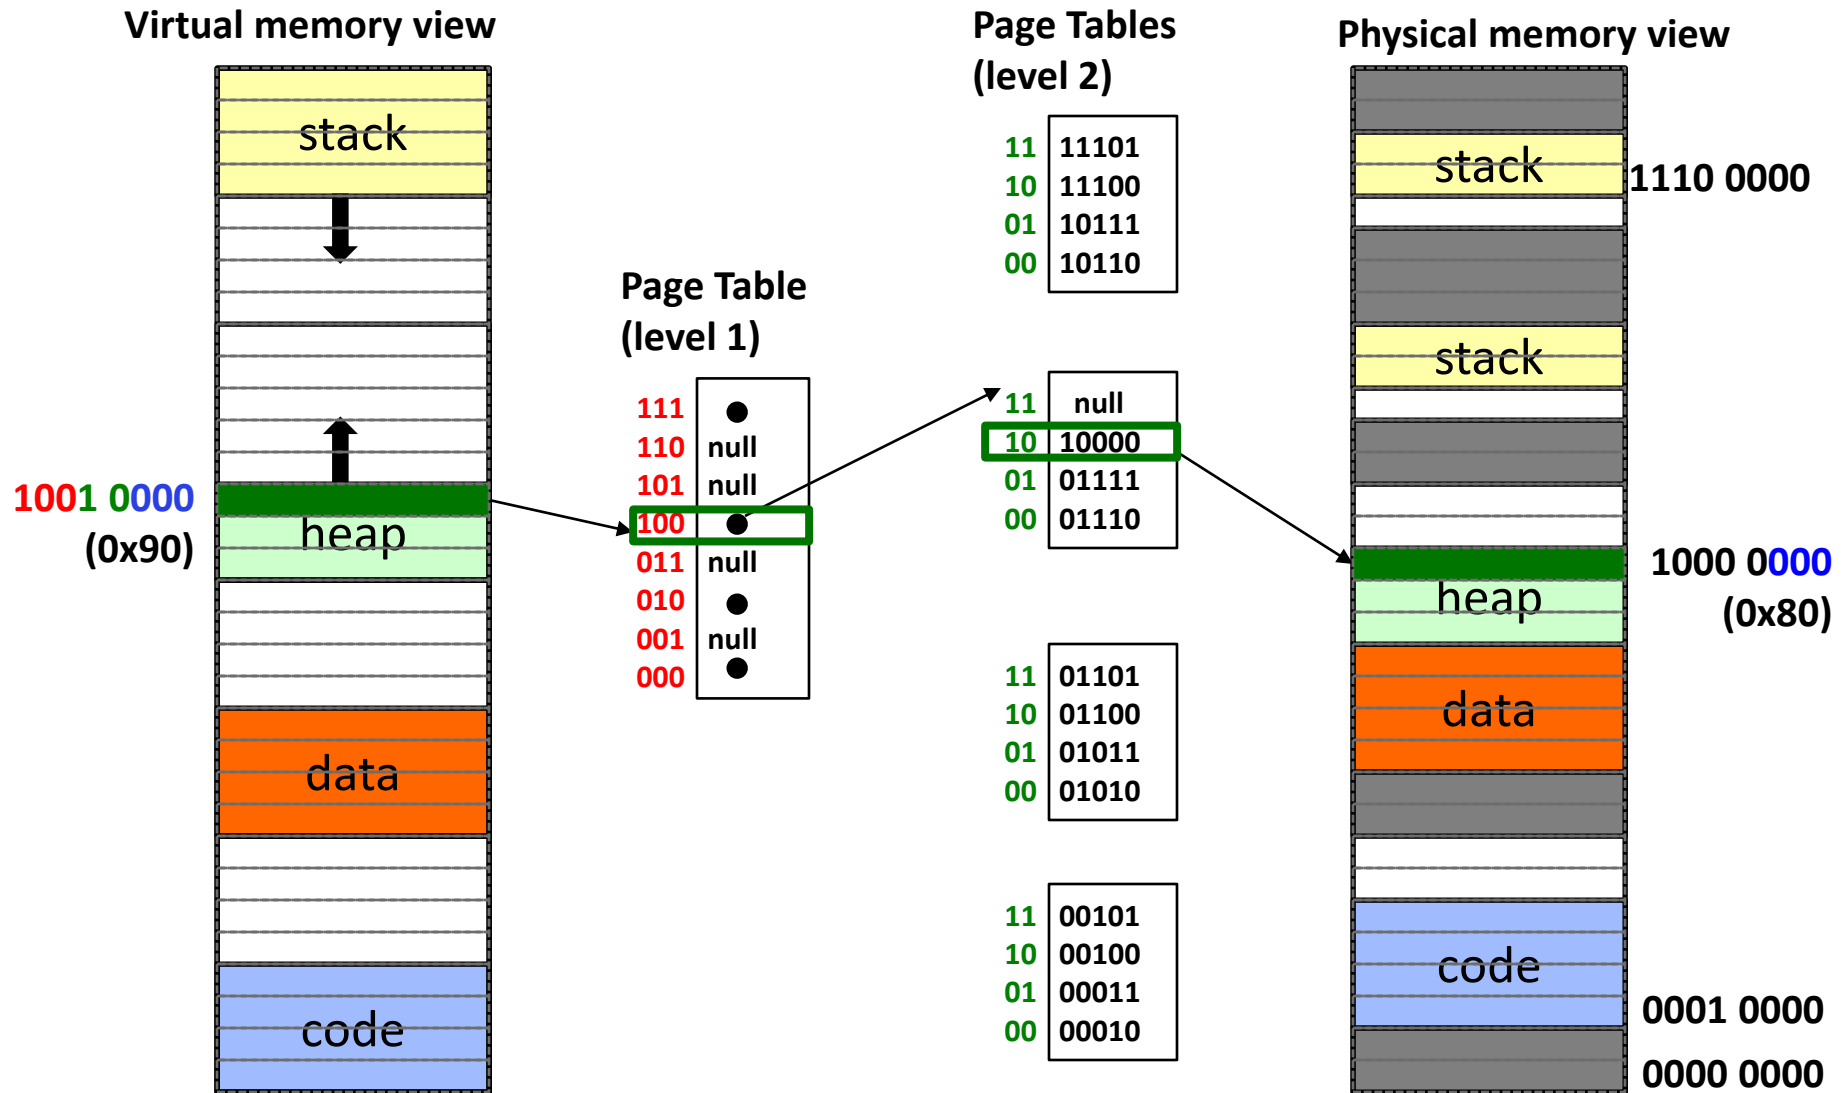 Virtual memory view
stack
1001 0000
(0x90)
heap
data
code
Page Table
(level 1)
111
110 null
101 null
100
011 null
010
001 null
000
Page Tables
(level 2)
11 11101
10 11100
01 10111
00 10110
11 null
10 10000
01 01111
00 01110
11 01101
10 01100
01 01011
00 01010
11 00101
10 00100
01 00011
00 00010
Physical memory view
stack
1110 0000
stack
1000 0000
(0x80)
heap
data
code
0001 0000
0000 0000